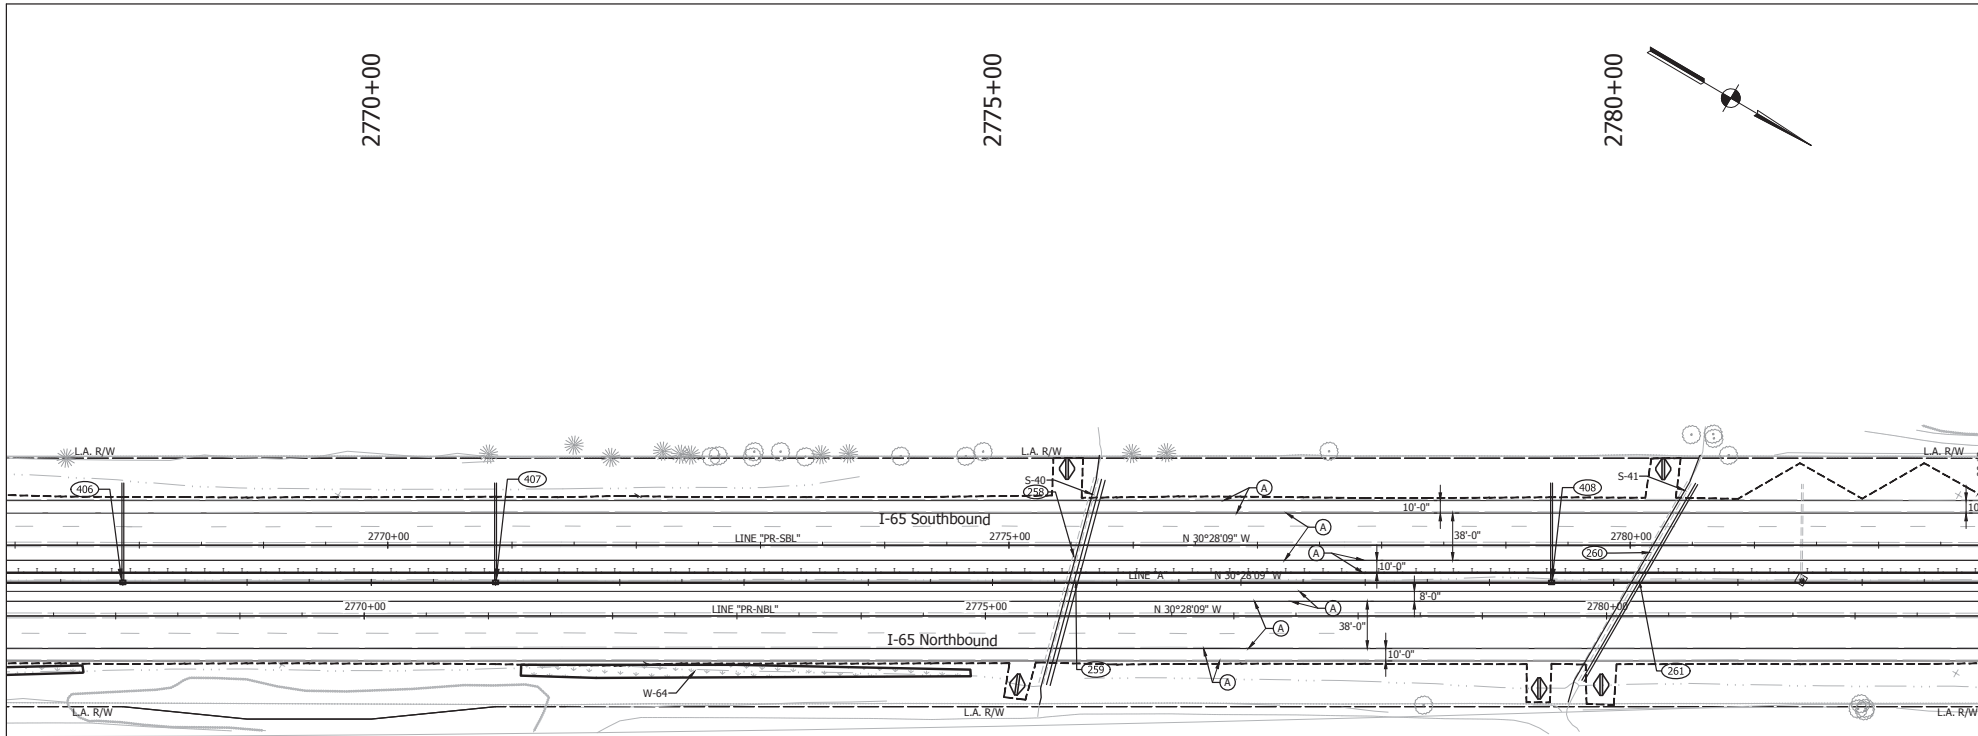 2770+00
2775+00
2780+00
L.A. R/W
L.A. R/W
L.A. R/W
406
407
S-40
258
A
S-41
408
10'-0"
10
I-65 Southbound
A
2770+00
LINE "PR-SBL"
2775+00
N 30°28'09" W
38'-0"
2780+00
A
260
10'-0"
LINE "A"
N 30°28'09" W
8'-0"
2770+00
LINE "PR-NBL"
2775+00
N 30°28'09" W
A
2780+00
38'-0"
A
I-65 Northbound
10'-0"
259
261
W-64
A
L.A. R/W
L.A. R/W
L.A. R/W